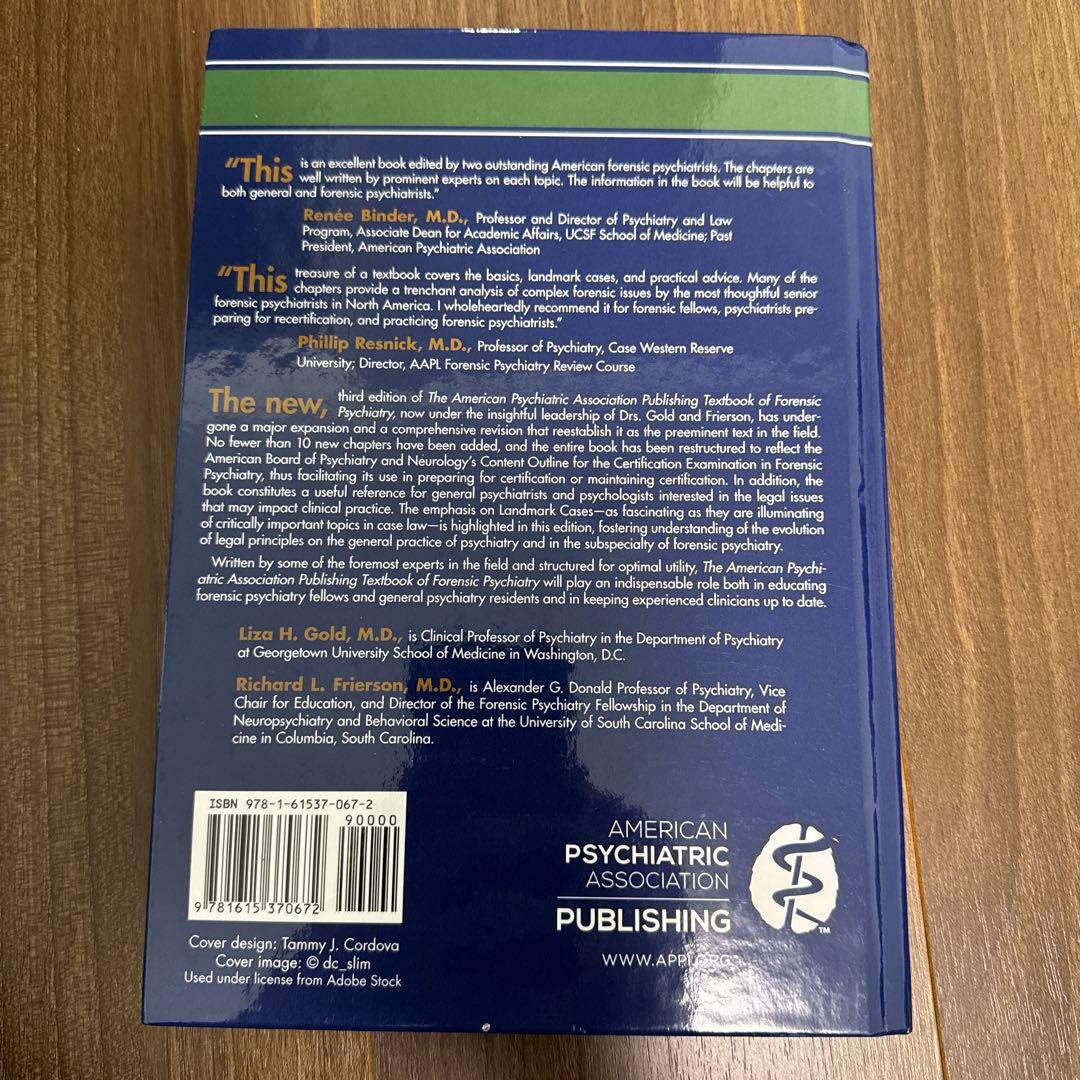 "This is an excellent book edited by two outstanding American forensic psychiatrists. The chapters are
well written by prominent experts on each topic. The information in the book will be helpful to
both general and forensic psychiatrists."
Renée Binder, M.D., Professor and Director of Psychiatry and Law
Program, Associate Dean for Academic Affairs, UCSF School of Medicine; Past
President, American Psychiatric Association
"This treasure of a textbook covers the basics, landmark cases, and practical advice. Many of the
chapters provide a trenchant analysis of complex forensic issues by the most thoughtful senior
forensic psychiatrists in North America. I wholeheartedly recommend it for forensic fellows, psychiatrists pre-
paring for recertification, and practicing forensic psychiatrists."
Phillip Resnick, M.D., Professor of Psychiatry, Case Western Reserve
University; Director, AAPL Forensic Psychiatry Review Course
The new, third edition of The American Psychiatric Association Publishing Textbook of Forensic
Psychiatry, now under the insightful leadership of Drs. Gold and Frierson, has under-
gone a major expansion and a comprehensive revision that reestablish it as the preeminent text in the field.
No fewer than 10 new chapters have been added, and the entire book has been restructured to reflect the
American Board of Psychiatry and Neurology's Content Outline for the Certification Examination in Forensic
Psychiatry, thus facilitating its use in preparing for certification or maintaining certification. In addition, the
book constitutes a useful reference for general psychiatrists and psychologists interested in the legal issues
that may impact clinical practice. The emphasis on Landmark Cases—as fascinating as they are illuminating
of critically important topics in case law—is highlighted in this edition, fostering understanding of the evolution
of legal principles on the general practice of psychiatry and in the subspecialty of forensic psychiatry.
Written by some of the foremost experts in the field and structured for optimal utility, The American Psychi-
atric Association Publishing Textbook of Forensic Psychiatry will play an indispensable role both in educating
forensic psychiatry fellows and general psychiatry residents and in keeping experienced clinicians up to date.
Liza H. Gold, M.D., is Clinical Professor of Psychiatry in the Department of Psychiatry
at Georgetown University School of Medicine in Washington, D.C.
Richard L. Frierson, M.D., is Alexander G. Donald Professor of Psychiatry, Vice
Chair for Education, and Director of the Forensic Psychiatry Fellowship in the Department of
Neuropsychiatry and Behavioral Science at the University of South Carolina School of Medi-
cine in Columbia, South Carolina.
ISBN 978-1-61537-067-2
90000
9 781615 370672
Cover design: Tammy J. Cordova
Cover image: © dc_slim
Used under license from Adobe Stock
AMERICAN
PSYCHIATRIC
ASSOCIATION
PUBLISHING
WWW.APPI.ORG
TM